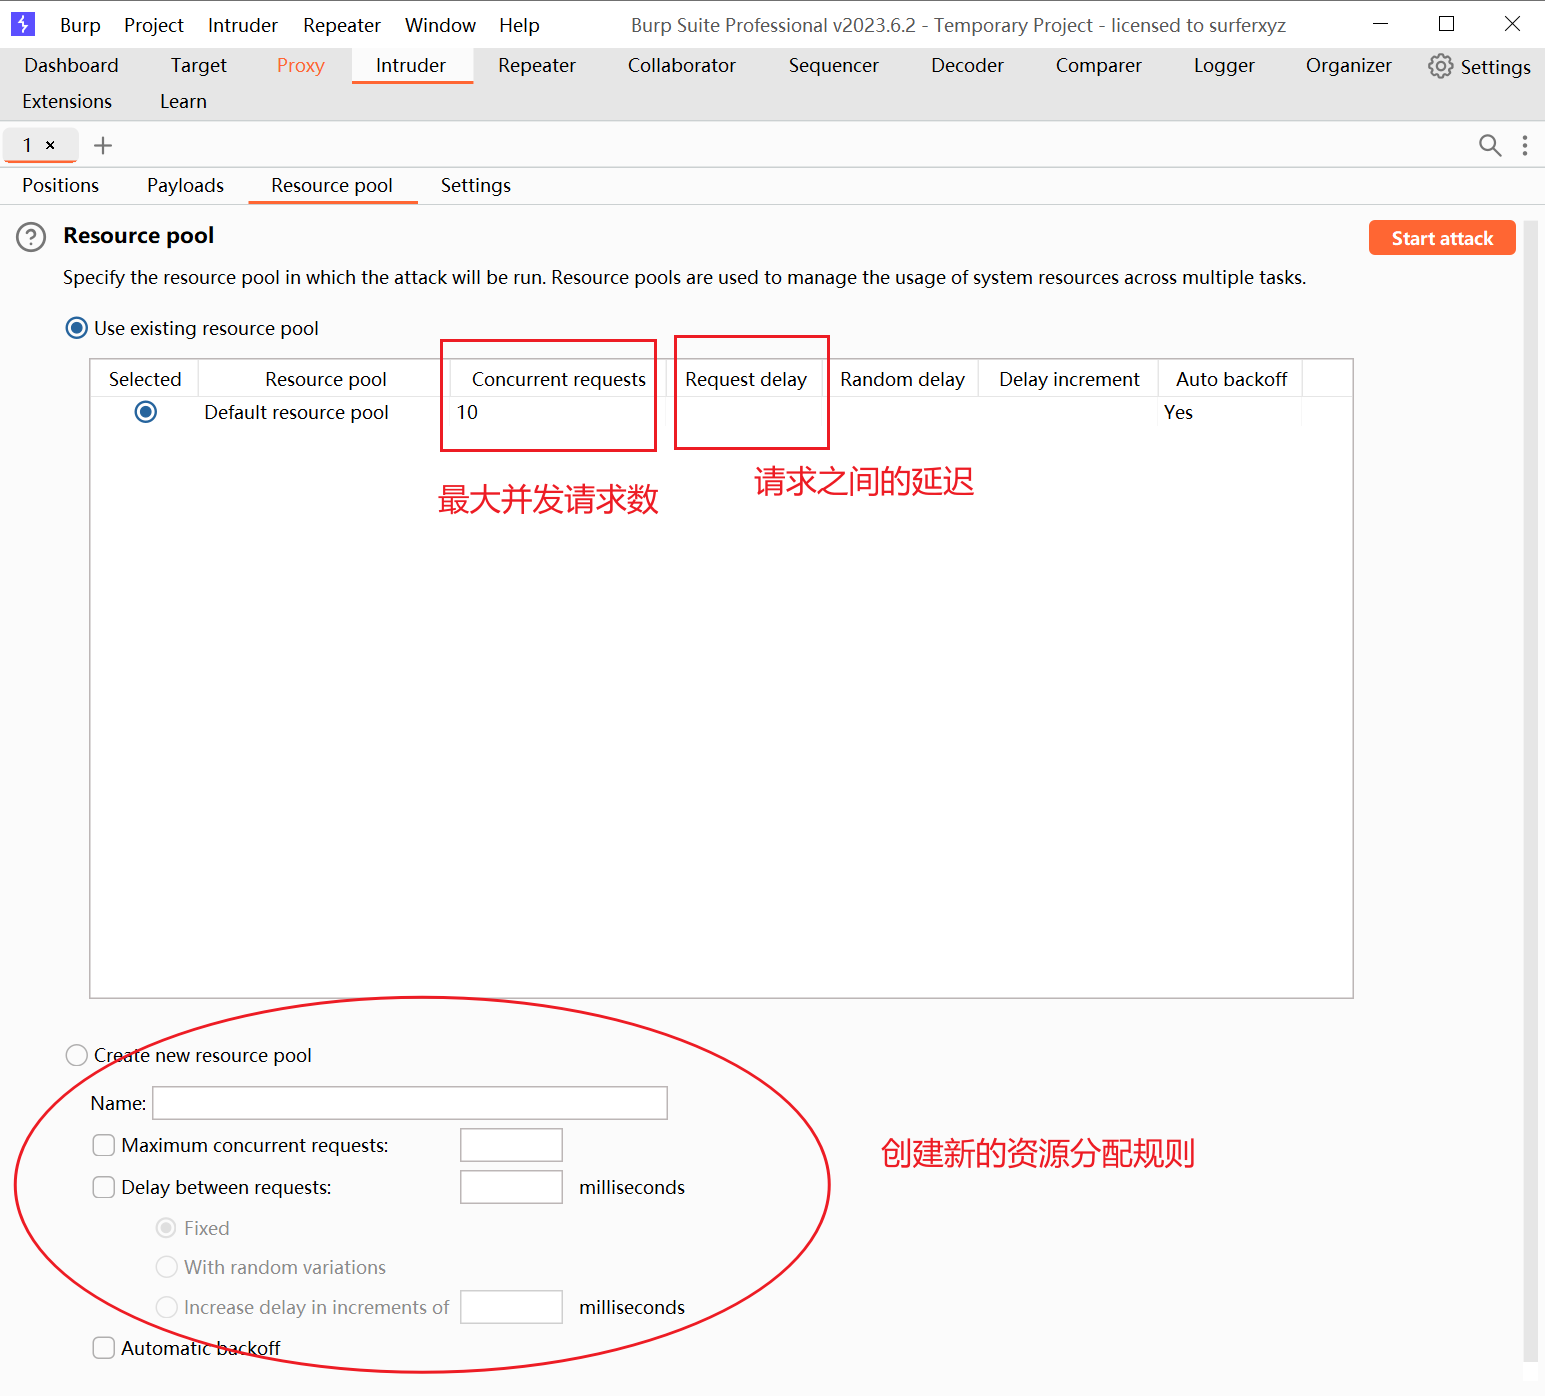 Burp Project Intruder Repeater Window Help Burp Suite Professional v2023.6.2 - Temporary Project - licensed to surferxyz
Dashboard Target Proxy Intruder Repeater Collaborator Sequencer Decoder Comparer Logger Organizer Settings
Extensions Learn
1 ×
Positions Payloads Resource pool Settings
Resource pool Start attack
Specify the resource pool in which the attack will be run. Resource pools are used to manage the usage of system resources across multiple tasks.
Use existing resource pool
Selected Resource pool Concurrent requests Request delay Random delay Delay increment Auto backoff
Default resource pool 10 Yes
请求之间的延迟
最大并发请求数
Create new resource pool
Name:
Maximum concurrent requests:
创建新的资源分配规则
Delay between requests: milliseconds
Fixed
With random variations
Increase delay in increments of milliseconds
Automatic backoff